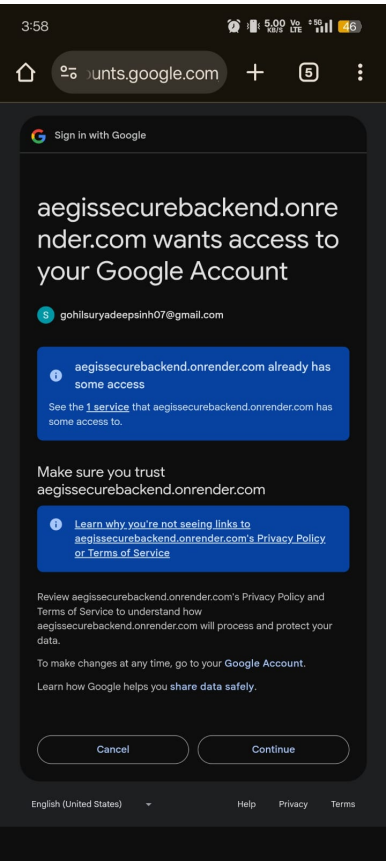 3:58
5.00 KB/S Vo LTE 5G 46
ounts.google.com
5
Sign in with Google
aegissecurebackend.onre
nder.com wants access to
your Google Account
S gohilsuryadeepsinh07@gmail.com
aegissecurebackend.onrender.com already has
some access
See the 1 service that aegissecurebackend.onrender.com has
some access to.
Make sure you trust
aegissecurebackend.onrender.com
Learn why you're not seeing links to
aegissecurebackend.onrender.com's Privacy Policy
or Terms of Service
Review aegissecurebackend.onrender.com's Privacy Policy and
Terms of Service to understand how
aegissecurebackend.onrender.com will process and protect your
data.
To make changes at any time, go to your Google Account.
Learn how Google helps you share data safely.
Cancel
Continue
English (United States)
Help Privacy Terms